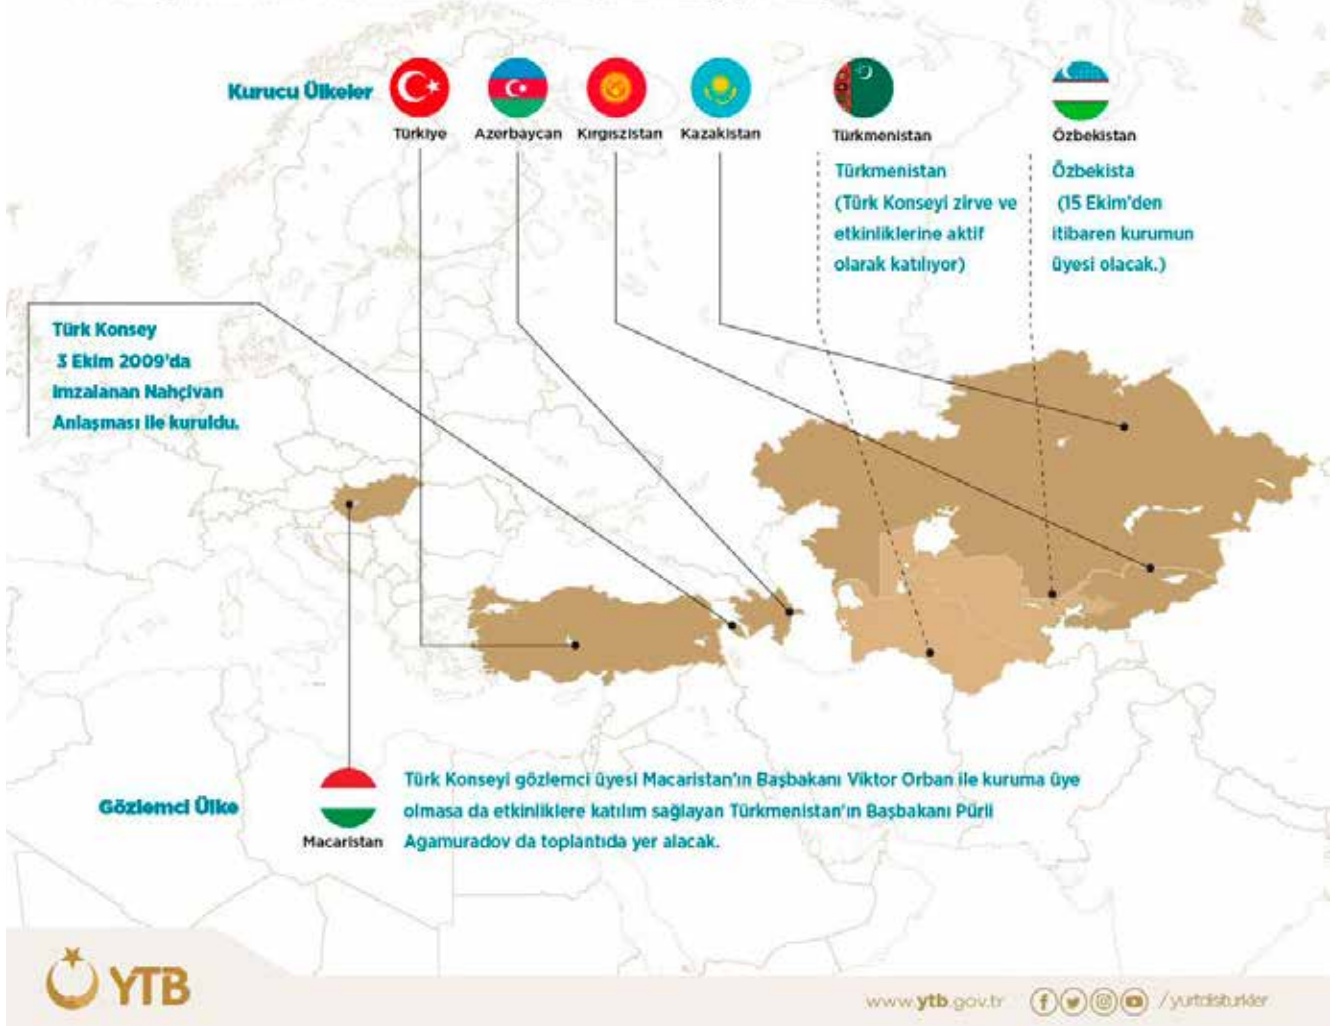 Kurucu Ülkeler
Türkiye
Azerbaycan
Kırgıszistan
Kazakistan
Türkmenistan
Özbekistan
Türkmenistan
(Türk Konseyi zirve ve
etkinliklerine aktif
olarak katılıyor)
Özbekista
(15 Ekim'den
itibaren kurumun
üyesi olacak.)
Türk Konsey
3 Ekim 2009'da
Imzalanan Nahçivan
Anlaşması ile kuruldu.
Gözlemci Ülke
Macaristan
Türk Konseyi gözlemci üyesi Macaristan'ın Başbakanı Viktor Orban ile kuruma üye
olmasa da etkinliklere katılım sağlayan Türkmenistan'ın Başbakanı Pürli
Agamuradov da toplantıda yer alacak.
YTB
www.ytb.gov.tr
/yurtdisiturkler